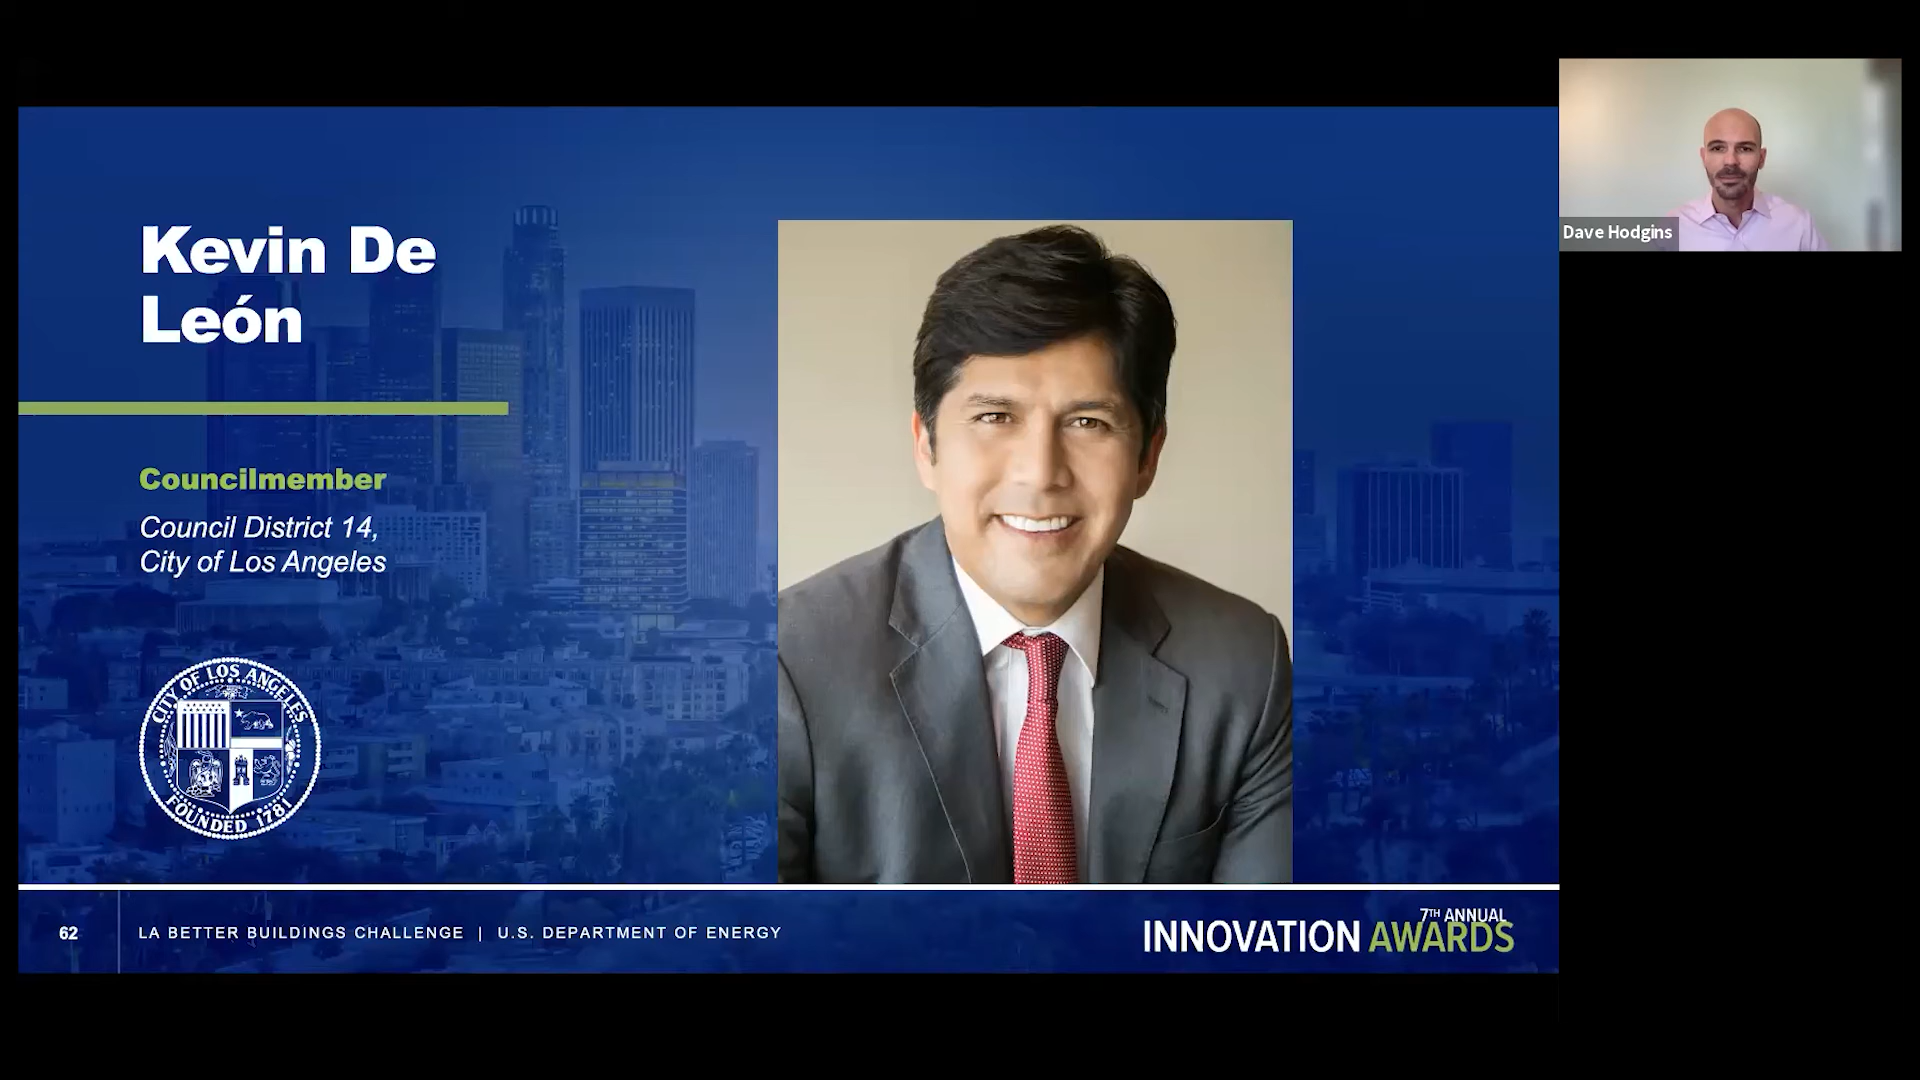 Kevin De
León
Councilmember
Council District 14,
City of Los Angeles
CITY OF LOS ANGELES
FOUNDED 1781
62
LA BETTER BUILDINGS CHALLENGE | U.S. DEPARTMENT OF ENERGY
7TH ANNUAL
INNOVATION AWARDS
Dave Hodgins